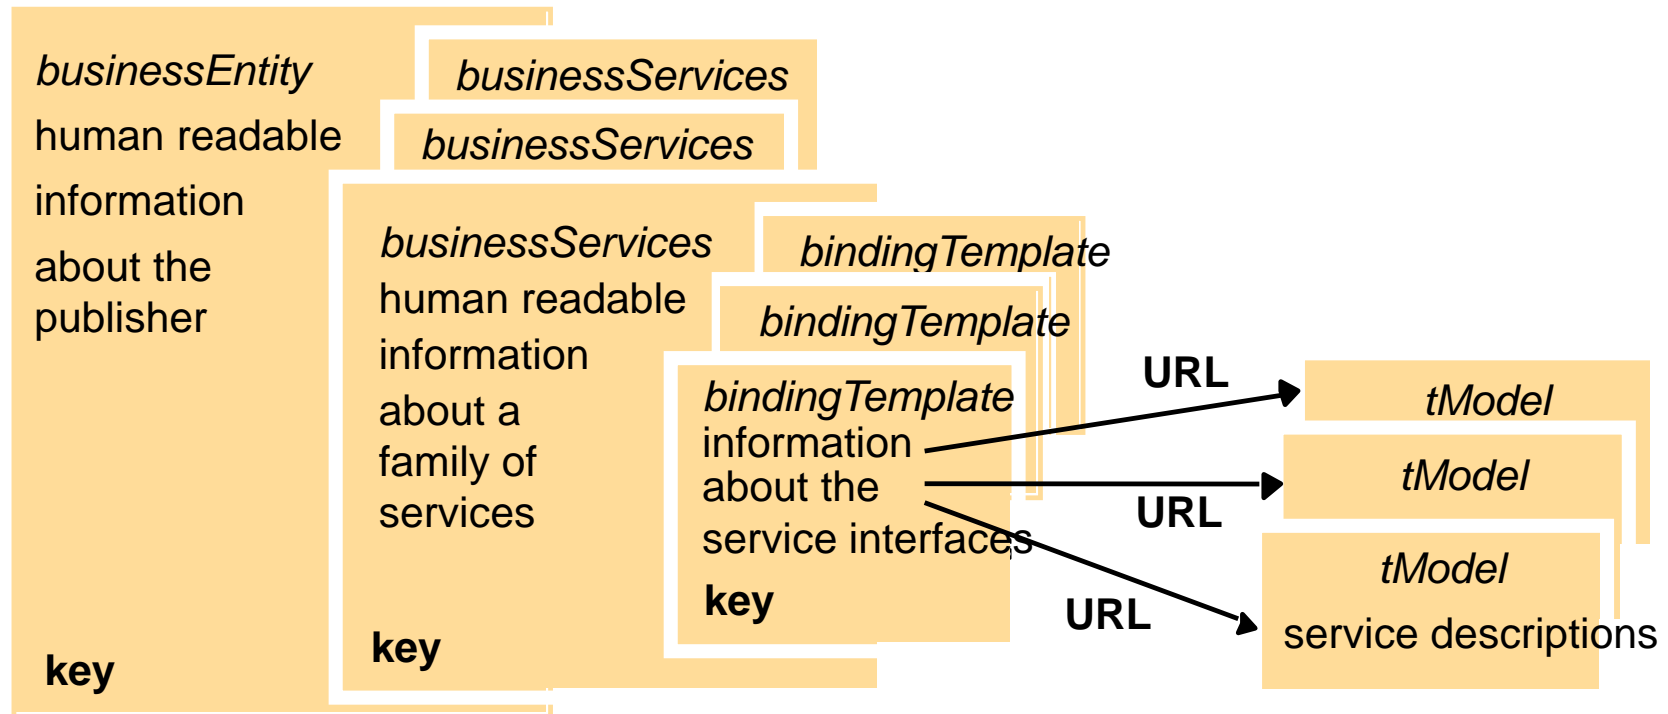 businessEntity
human readable
information
about the
publisher
key
businessServices
businessServices
businessServices
human readable
information
about a
family of
services
key
bindingTemplate
bindingTemplate
bindingTemplate
information
about the
service interfaces
key
URL
URL
URL
tModel
tModel
tModel
service descriptions